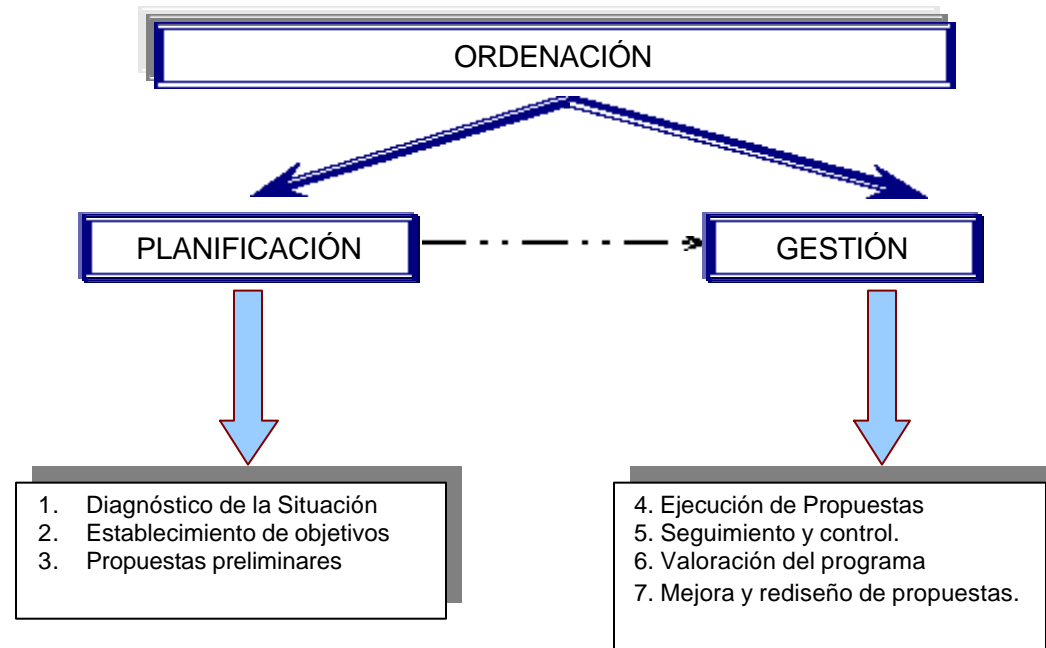 ORDENACIÓN
PLANIFICACIÓN
GESTIÓN
1. Diagnóstico de la Situación
2. Establecimiento de objetivos
3. Propuestas preliminares
4. Ejecución de Propuestas
5. Seguimiento y control.
6. Valoración del programa
7. Mejora y rediseño de propuestas.